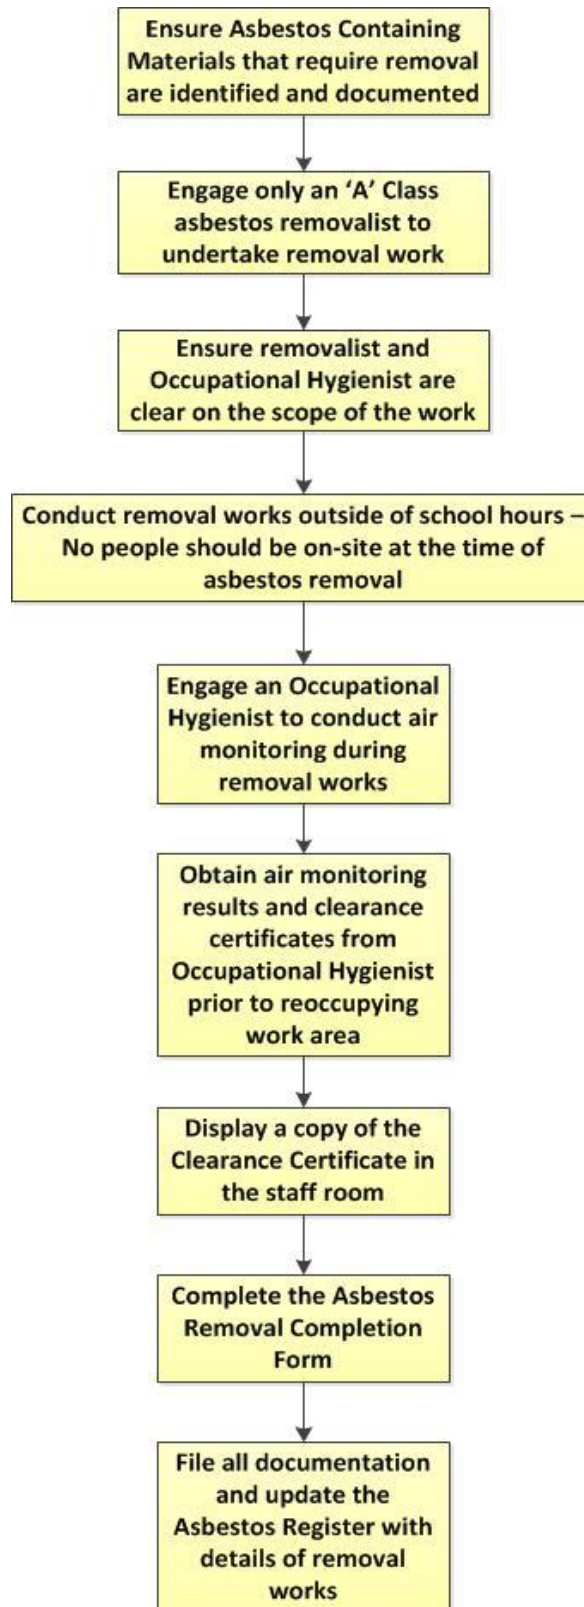 Ensure Asbestos Containing
Materials that require removal
are identified and documented
Engage only an ‘A’ Class
asbestos removalist to
undertake removal work
Ensure removalist and
Occupational Hygienist are
clear on the scope of the work
Conduct removal works outside of school hours –
No people should be on-site at the time of
asbestos removal
Engage an Occupational
Hygienist to conduct air
monitoring during
removal works
Obtain air monitoring
results and clearance
certificates from
Occupational Hygienist
prior to reoccupying
work area
Display a copy of the
Clearance Certificate in
the staff room
Complete the Asbestos
Removal Completion
Form
File all documentation
and update the
Asbestos Register with
details of removal
works